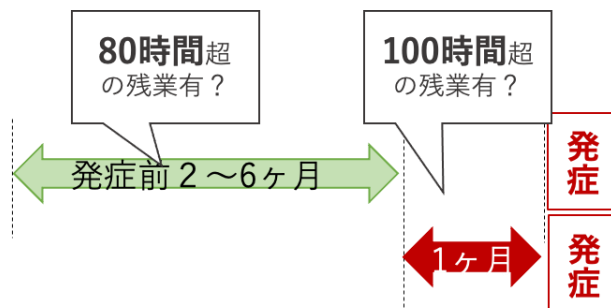 80時間超
の残業有？
100時間超
の残業有？
発症前２～6ヶ月
発症
1ヶ月
発症